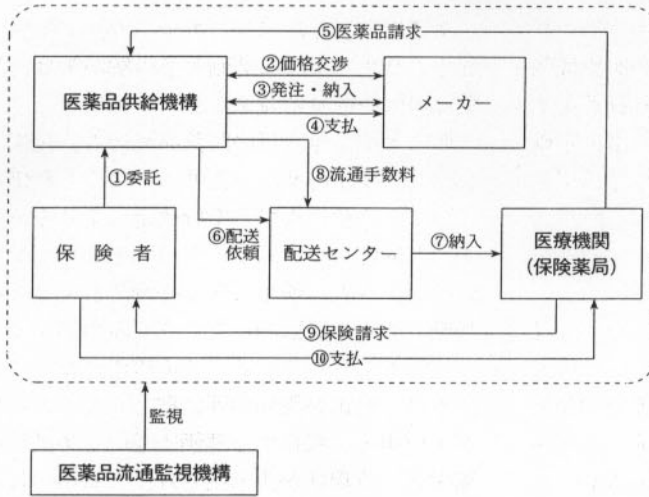 ⑤医薬品請求
②価格交渉
③発注・納入
④支払
医薬品供給機構
メーカー
①委託
⑧流通手数料
⑥配送
依頼
⑦納入
保険者
配送センター
医療機関
(保険薬局)
⑨保険請求
⑩支払
監視
医薬品流通監視機構